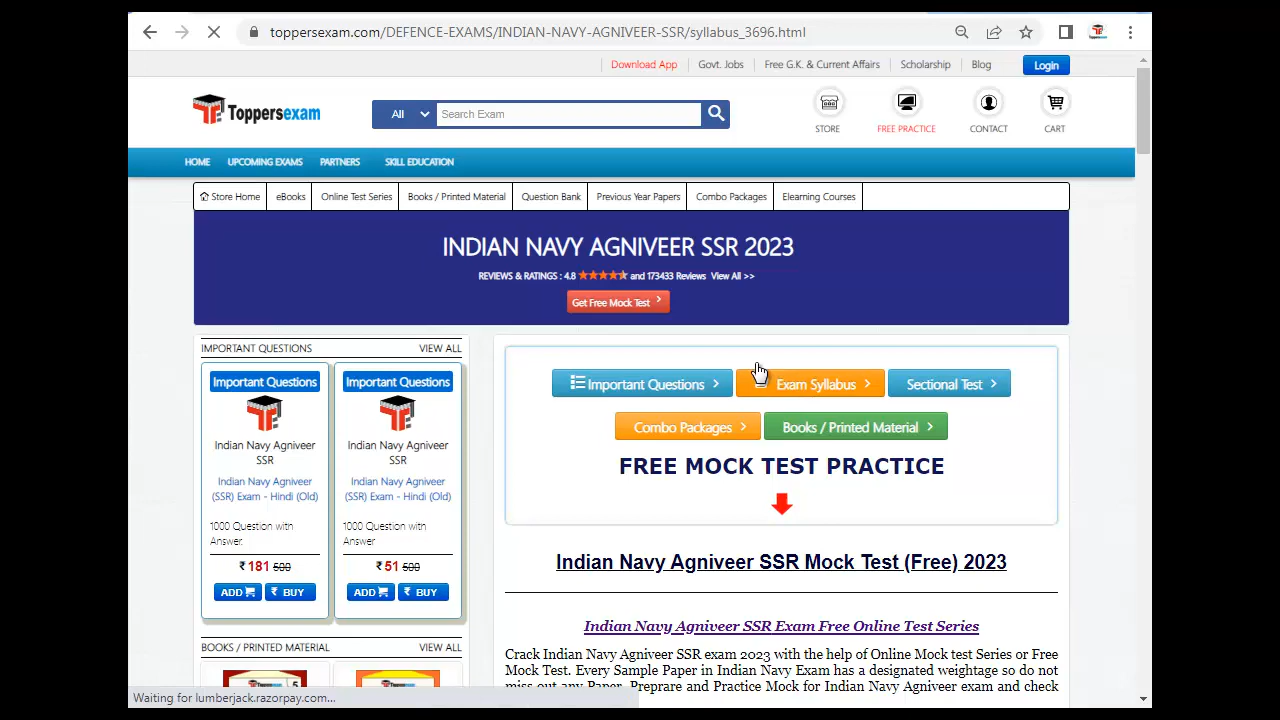 toppersexam.com/DEFENCE-EXAMS/INDIAN-NAVY-AGNIVEER-SSR/syllabus_3696.html
Download App Govt. Jobs Free G.K. & Current Affairs Scholarship Blog Login
Toppersexam
All Search Exam
STORE FREE PRACTICE CONTACT CART
HOME UPCOMING EXAMS PARTNERS SKILL EDUCATION
Store Home eBooks Online Test Series Books / Printed Material Question Bank Previous Year Papers Combo Packages Elearning Courses
INDIAN NAVY AGNIVEER SSR 2023
REVIEWS & RATINGS : 4.8 and 173433 Reviews View All >>
Get Free Mock Test
IMPORTANT QUESTIONS VIEW ALL
Important Questions
Indian Navy Agniveer
SSR
Indian Navy Agniveer
(SSR) Exam - Hindi (Old)
1000 Question with
Answer.
₹ 181 500
ADD ₹ BUY
Important Questions
Indian Navy Agniveer
SSR
Indian Navy Agniveer
(SSR) Exam - Hindi (Old)
1000 Question with
Answer
₹ 51 500
ADD ₹ BUY
BOOKS / PRINTED MATERIAL VIEW ALL
Important Questions Exam Syllabus Sectional Test
Combo Packages Books / Printed Material
FREE MOCK TEST PRACTICE
Indian Navy Agniveer SSR Mock Test (Free) 2023
Indian Navy Agniveer SSR Exam Free Online Test Series
Crack Indian Navy Agniveer SSR exam 2023 with the help of Online Mock test Series or Free
Mock Test. Every Sample Paper in Indian Navy Exam has a designated weightage so do not
miss out any Paper. Preprare and Practice Mock for Indian Navy Agniveer exam and check
Waiting for lumberjack.razorpay.com...